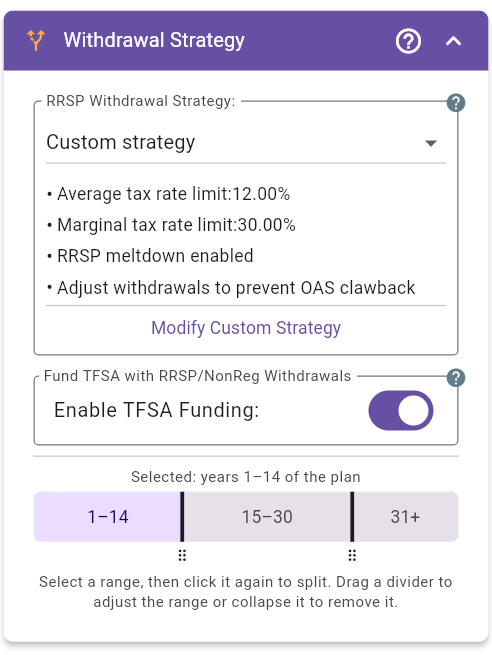 Withdrawal Strategy
RRSP Withdrawal Strategy:
Custom strategy
• Average tax rate limit:12.00%
• Marginal tax rate limit:30.00%
• RRSP meltdown enabled
• Adjust withdrawals to prevent OAS clawback
Modify Custom Strategy
Fund TFSA with RRSP/NonReg Withdrawals
Enable TFSA Funding:
Selected: years 1–14 of the plan
1–14 15–30 31+
Select a range, then click it again to split. Drag a divider to
adjust the range or collapse it to remove it.